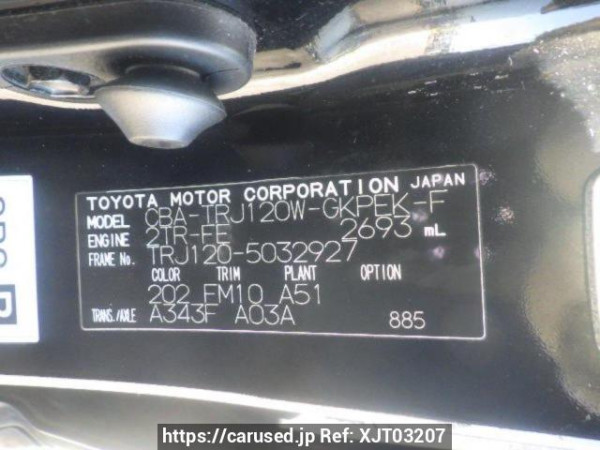 TOYOTA MOTOR CORPORATION JAPAN
MODEL CBA-TRJ120W-GKPEK-F
ENGINE 2TR-FE 2693 mL
FRAME No. TRJ120-5032927
COLOR TRIM PLANT OPTION
202 FM10 A51
TRANS./AXLE A343F A03A 885
https://carused.jp Ref: XJT03207